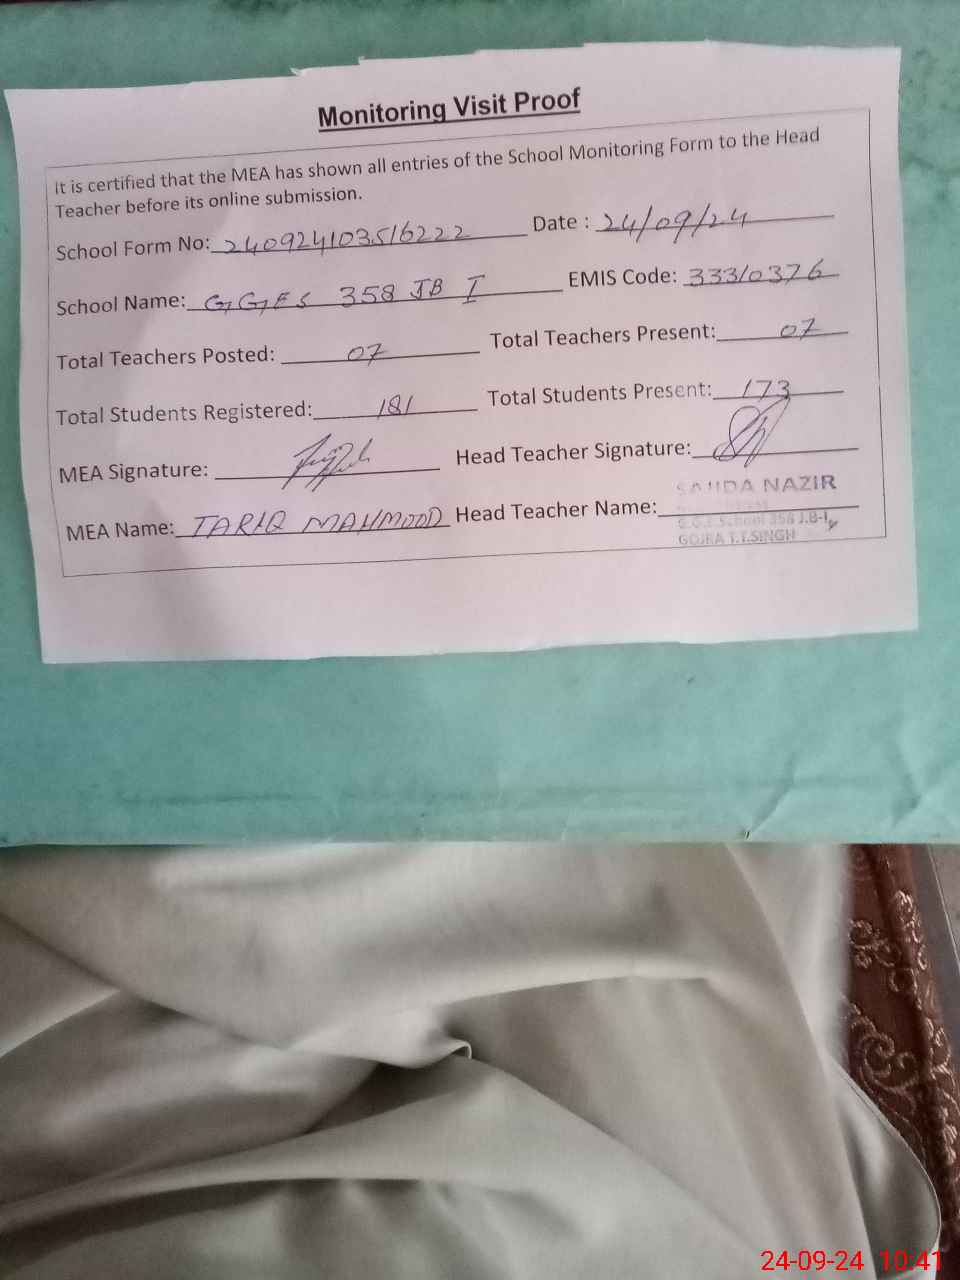 Monitoring Visit Proof
It is certified that the MEA has shown all entries of the School Monitoring Form to the Head
Teacher before its online submission.
School Form No: 240924103516222 Date : 24/09/24
School Name: GGES 358 JB I EMIS Code: 33310376
Total Teachers Posted: 07 Total Teachers Present: 07
Total Students Registered: 181 Total Students Present: 173
MEA Signature: Head Teacher Signature:
SAJIDA NAZIR
MEA Name: TARIQ MAHMOOD Head Teacher Name:
G.G.E.School 358 J.B-I,
GOJRA T.T.SINGH
24-09-24 10:41